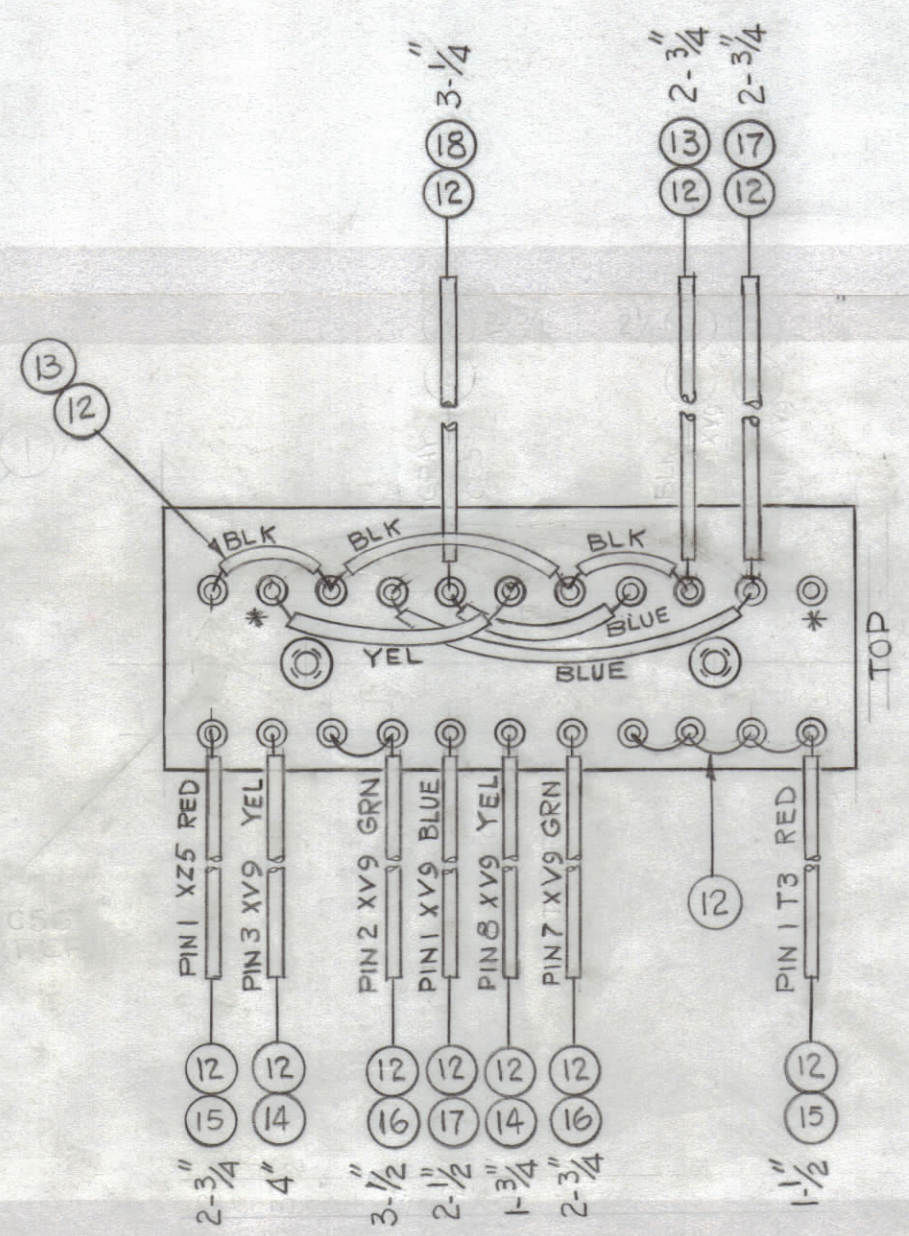 3-1/4"
2-3/4"
2-3/4"
18
13
17
12
12
12
13
12
BLK
BLK
BLK
*
*
YEL
BLUE
BLUE
TOP
PIN 1 XZ5 RED
PIN 3 XV9 YEL
PIN 2 XV9 GRN
PIN 1 XV9 BLUE
PIN 8 XV9 YEL
PIN 7 XV9 GRN
PIN 1 T3 RED
12
12
12
12
12
12
12
12
15
14
16
17
14
16
15
2-3/4"
4"
3-1/2"
2-1/2"
1-3/4"
2-3/4"
1-1/2"